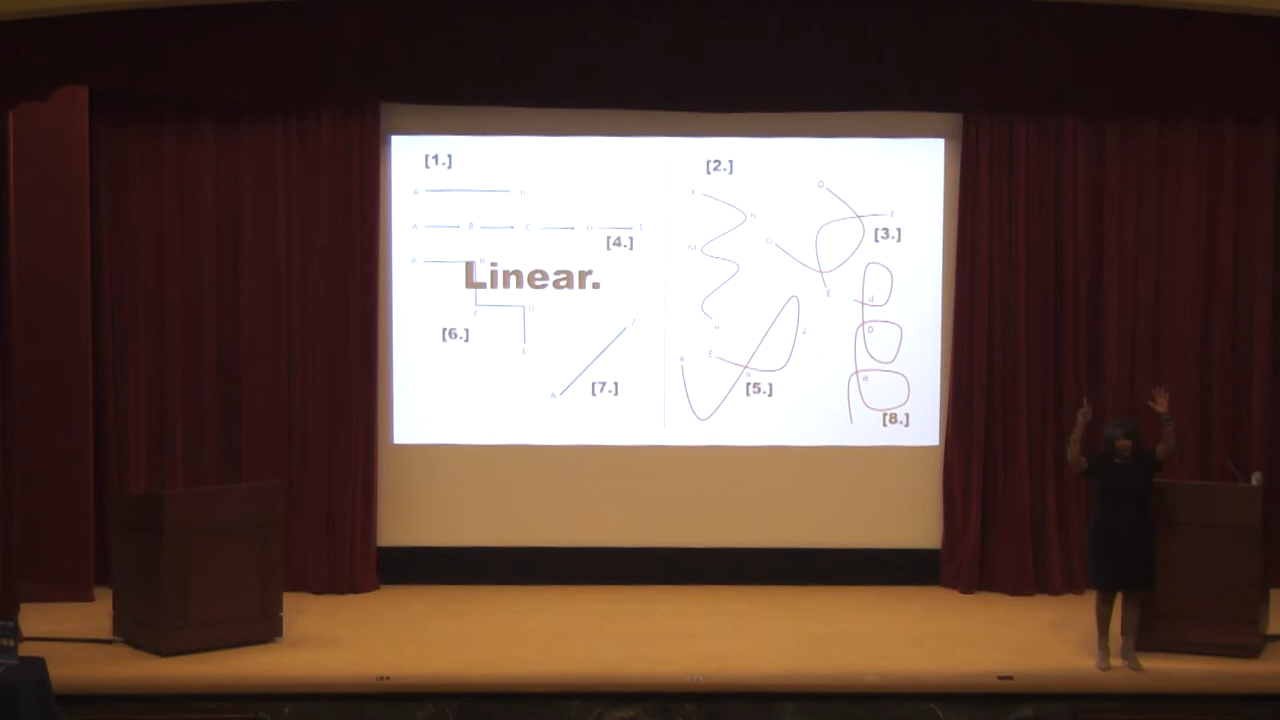 [1.]
A
A B C D E
[4.]
B
Linear.
C D
[6.]
E
Z
A
[7.]
[2.]
M
O
E
[3.]
O
E
E
[5.]
d
[8.]